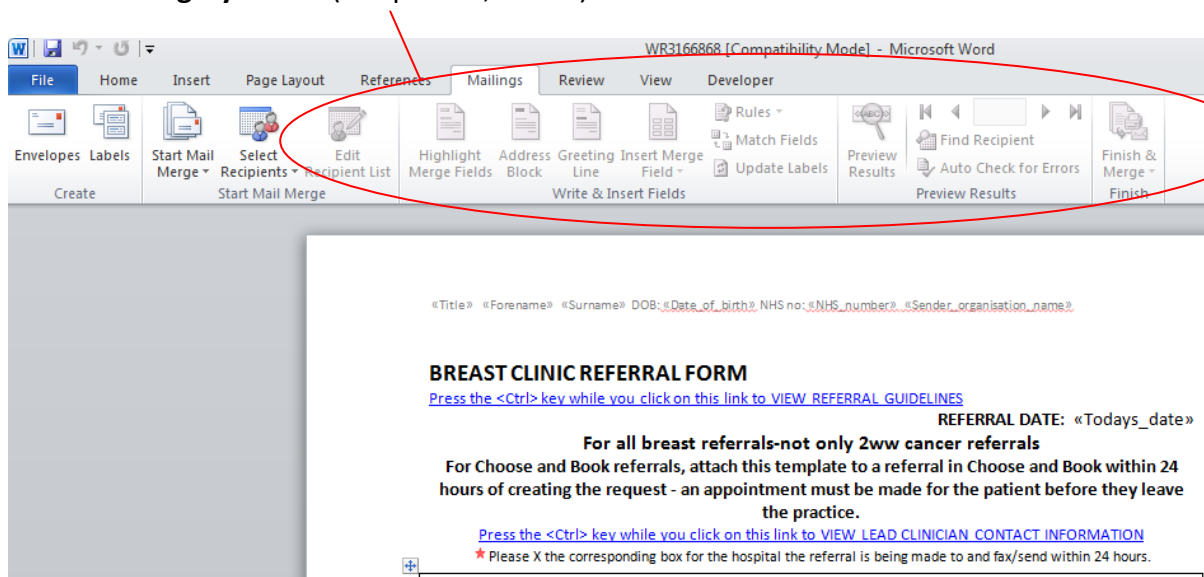 WR3166868 [Compatibility Mode] - Microsoft Word
File Home Insert Page Layout References Mailings Review View Developer
Envelopes Labels
Create
Start Mail Merge Select Recipients Edit Recipient List
Start Mail Merge
Highlight Merge Fields Address Block Greeting Line Insert Merge Field
Rules
Match Fields
Update Labels
Write & Insert Fields
«ABC»
Preview Results
Find Recipient
Auto Check for Errors
Preview Results
Finish & Merge
Finish
«Title» «Forename» «Surname» DOB: «Date_of_birth» NHS no: «NHS_number» «Sender_organisation_name»
BREAST CLINIC REFERRAL FORM
Press the <Ctrl> key while you click on this link to VIEW REFERRAL GUIDELINES
REFERRAL DATE: «Todays_date»
For all breast referrals-not only 2ww cancer referrals
For Choose and Book referrals, attach this template to a referral in Choose and Book within 24
hours of creating the request - an appointment must be made for the patient before they leave
the practice.
Press the <Ctrl> key while you click on this link to VIEW LEAD CLINICIAN CONTACT INFORMATION
* Please X the corresponding box for the hospital the referral is being made to and fax/send within 24 hours.